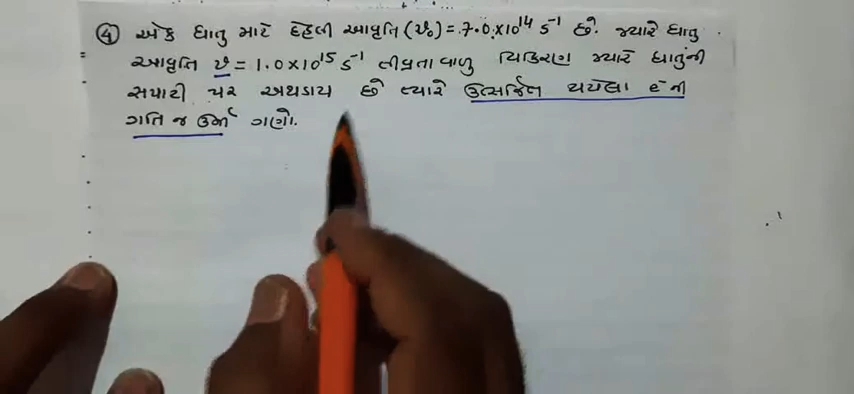 ④ એક ધાતુ માટે દહેલી આવૃતિ (ν₀) = 7.0×10¹⁴ s⁻¹ છે. જ્યારે ધાતુ
આવૃતિ ν = 1.0×10¹⁵ s⁻¹ તીવ્રતા વાળુ વિકિરણ જ્યારે ધાતુની
સપાટી પર અથડાય છે ત્યારે ઉત્સર્જિત થયેલા e⁻ ની
ગતિજ ઉર્જા ગણો.